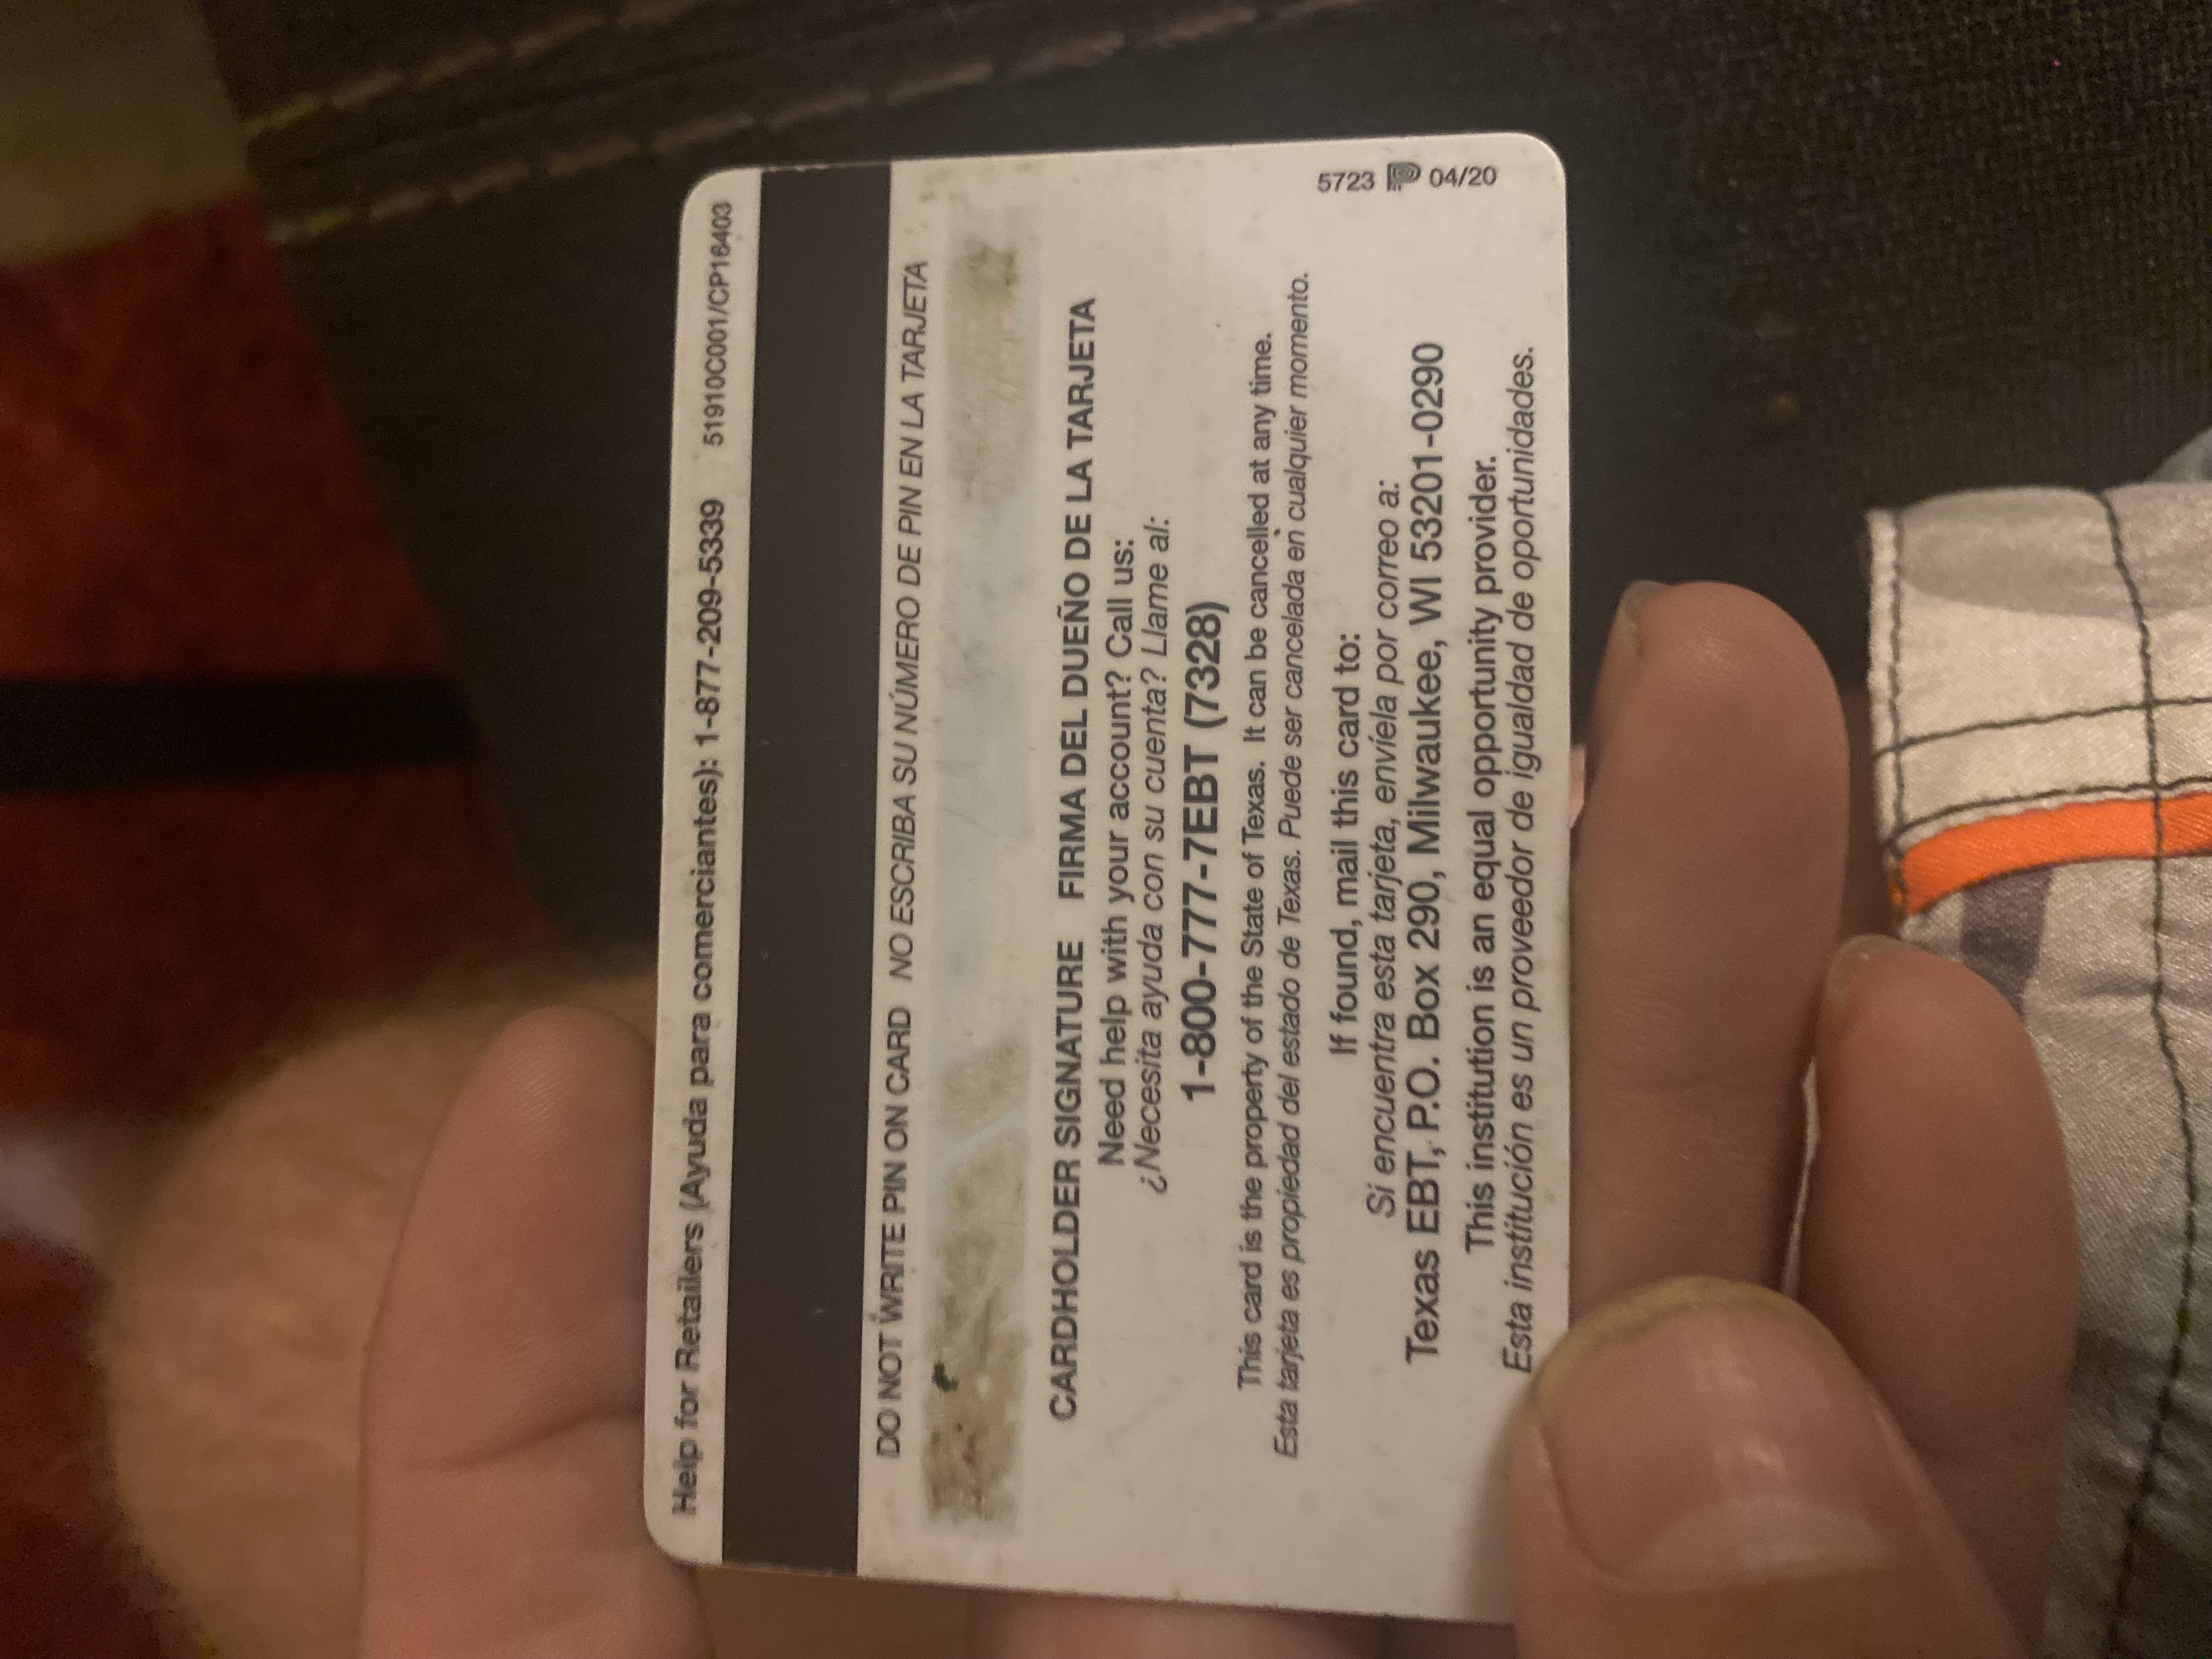 Help for Retailers (Ayuda para comerciantes): 1-877-209-5339 51910C001/CP16403
DO NOT WRITE PIN ON CARD NO ESCRIBA SU NÚMERO DE PIN EN LA TARJETA
CARDHOLDER SIGNATURE FIRMA DEL DUEÑO DE LA TARJETA
Need help with your account? Call us:
¿Necesita ayuda con su cuenta? Llame al:
1-800-777-7EBT (7328)
This card is the property of the State of Texas. It can be cancelled at any time.
Esta tarjeta es propiedad del estado de Texas. Puede ser cancelada en cualquier momento.
If found, mail this card to:
Si encuentra esta tarjeta, envíela por correo a:
Texas EBT, P.O. Box 290, Milwaukee, WI 53201-0290
This institution is an equal opportunity provider.
Esta institución es un proveedor de igualdad de oportunidades.
5723 04/20